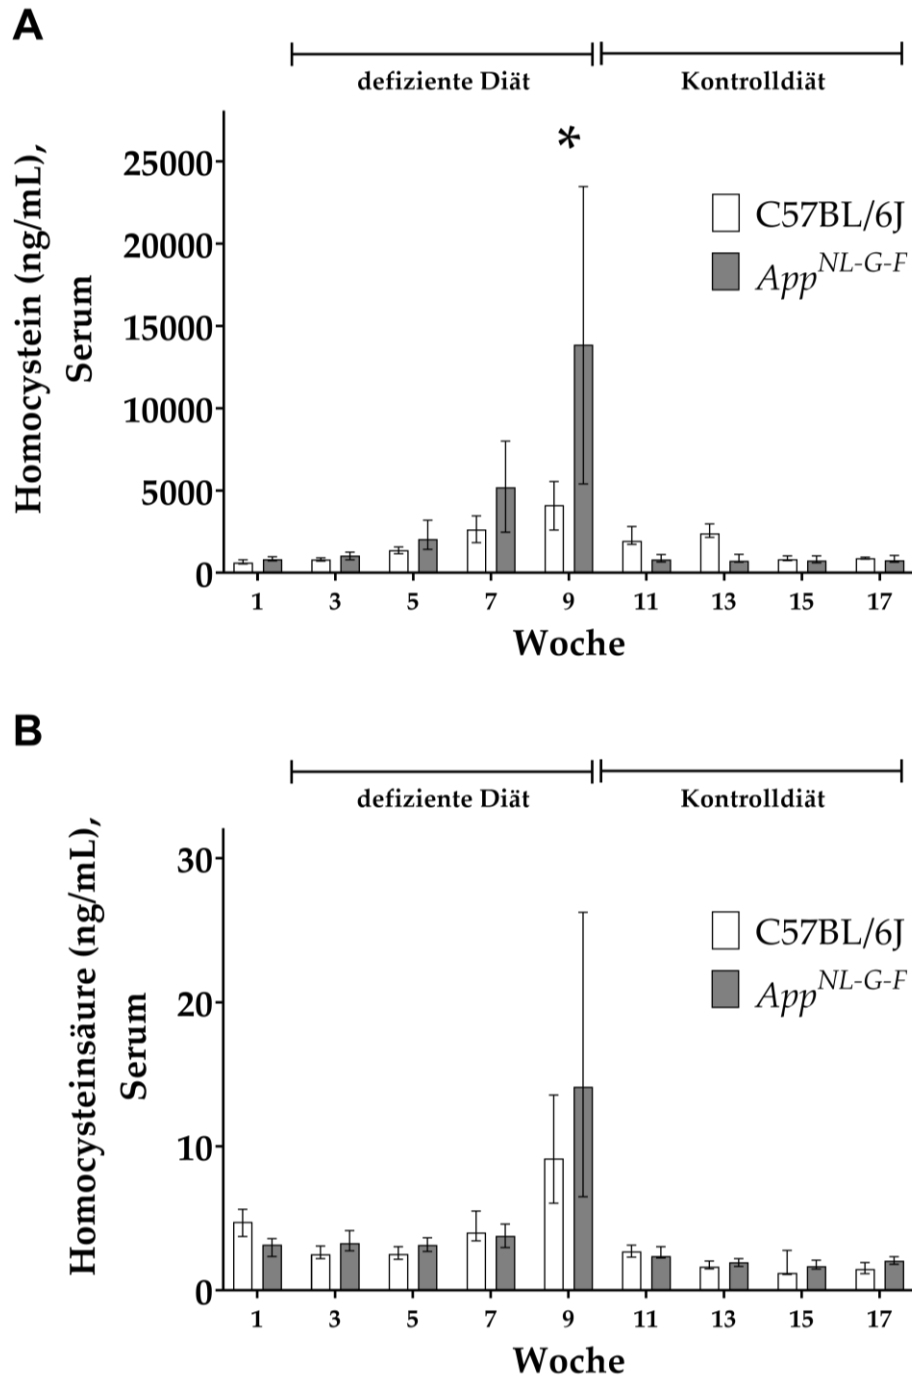 A
defiziente Diät
Kontrolldiät
*
Homocystein (ng/mL),
Serum
25000
20000
15000
10000
5000
0
C57BL/6J
App^NL-G-F
1 3 5 7 9 11 13 15 17
Woche
B
defiziente Diät
Kontrolldiät
Homocysteinsäure (ng/mL),
Serum
30
20
10
0
C57BL/6J
App^NL-G-F
1 3 5 7 9 11 13 15 17
Woche